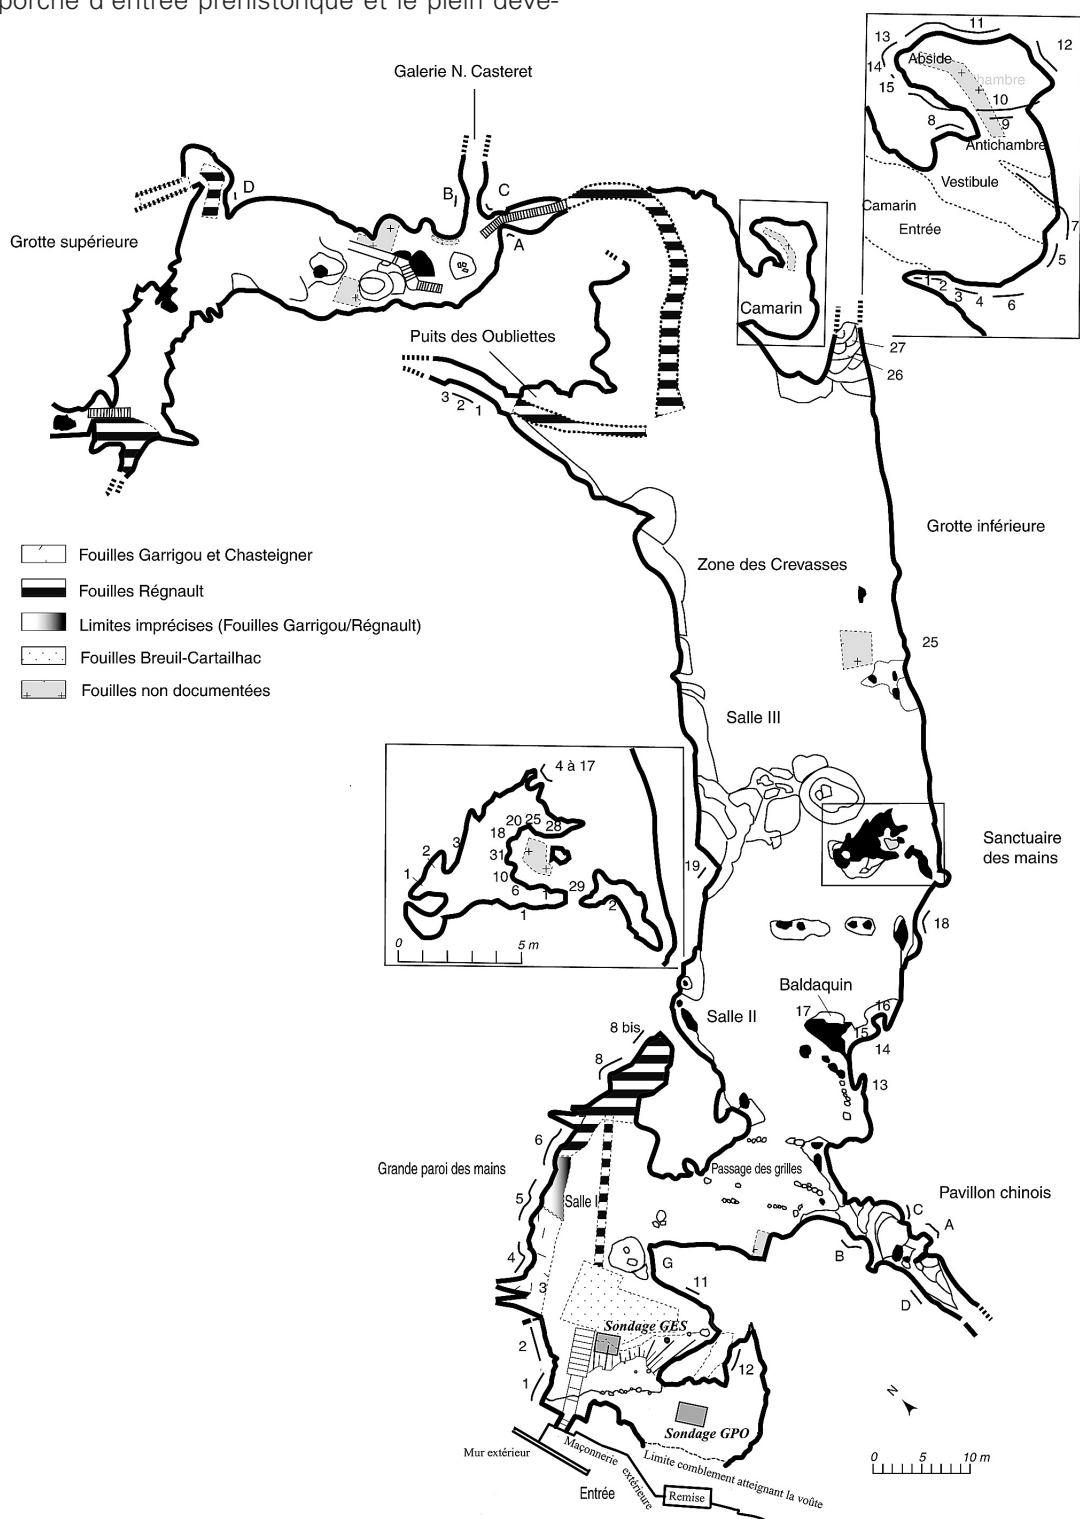 porche d'entrée préhistorique et le plein déve-
Galerie N. Casteret
11
13
12
Abside
14
chambre
15
10
8
9
Antichambre
Vestibule
Camarin
Entrée
7
5
1
2
3
4
6
D
B
C
A
Grotte supérieure
Camarin
Puits des Oubliettes
27
26
3
2
1
Grotte inférieure
Zone des Crevasses
25
Fouilles Garrigou et Chasteigner
Fouilles Régnault
Limites imprécises (Fouilles Garrigou/Régnault)
Fouilles Breuil-Cartailhac
Fouilles non documentées
Salle III
4 à 17
20
25
28
18
3
2
31
1
10
6
29
1
1
2
0
5 m
19
Sanctuaire
des mains
18
Baldaquin
17
16
15
14
13
Salle II
8 bis
8
6
Grande paroi des mains
Passage des grilles
5
Salle I
Pavillon chinois
C
A
B
D
4
G
3
11
Sondage GES
2
12
1
N
Sondage GPO
Mur extérieur
Maçonnerie extérieure
Limite comblement atteignant la voûte
0
5
10 m
Entrée
Remise